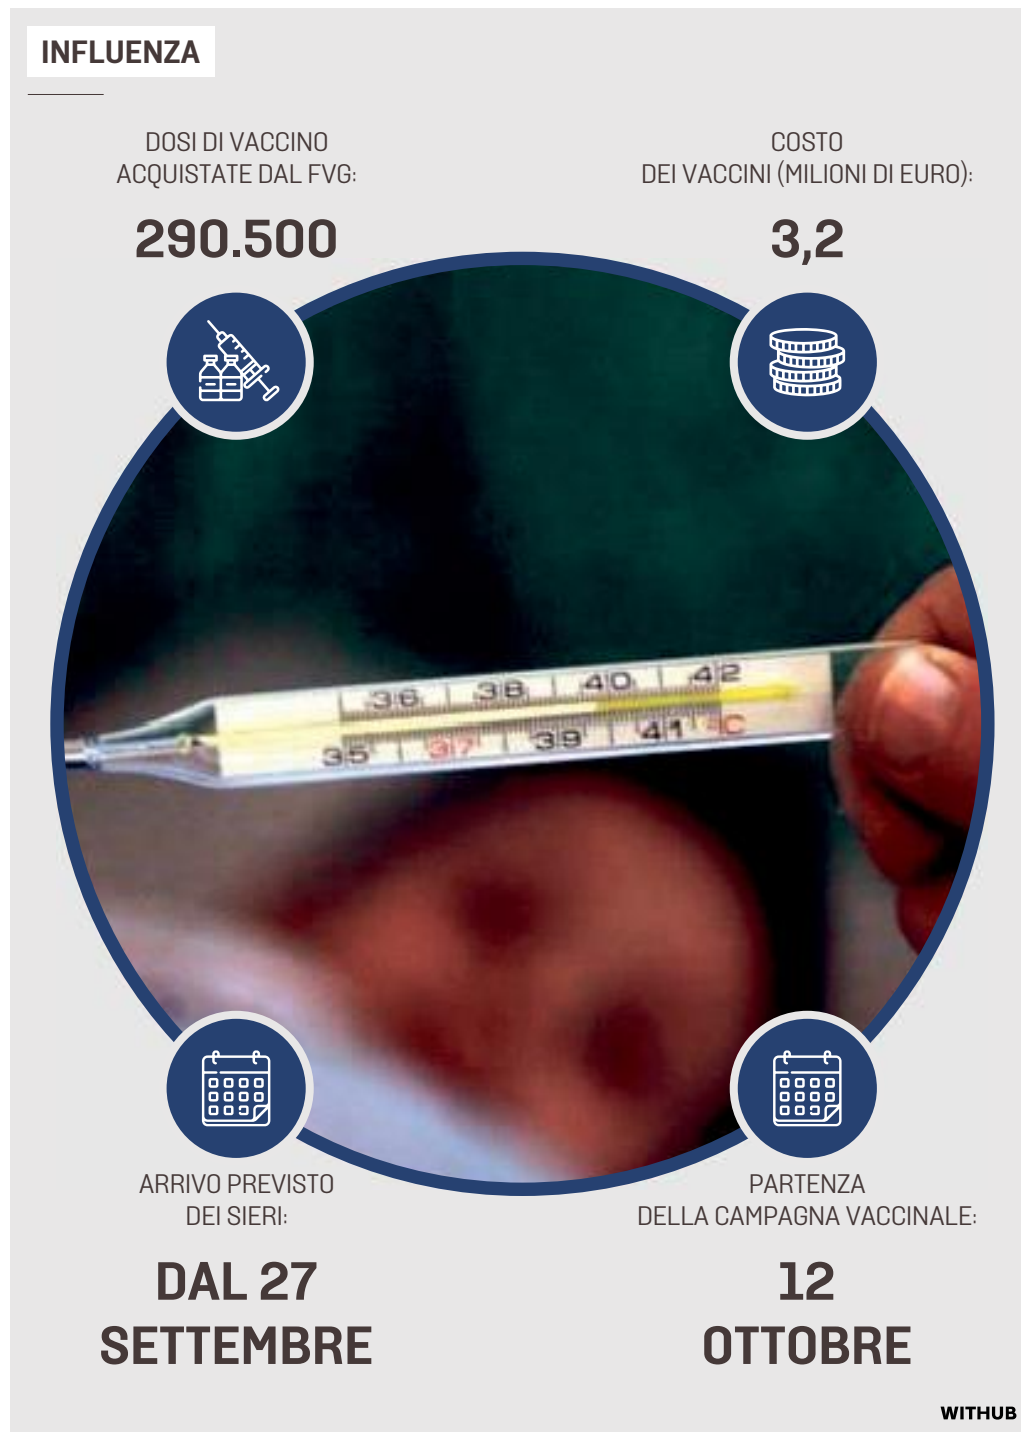 INFLUENZA
DOSI DI VACCINO
ACQUISTATE DAL FVG:
290.500
COSTO
DEI VACCINI (MILIONI DI EURO):
3,2
36 38 40 42
35 37 39 41 °C
ARRIVO PREVISTO
DEI SIERI:
DAL 27
SETTEMBRE
PARTENZA
DELLA CAMPAGNA VACCINALE:
12
OTTOBRE
WITHUB